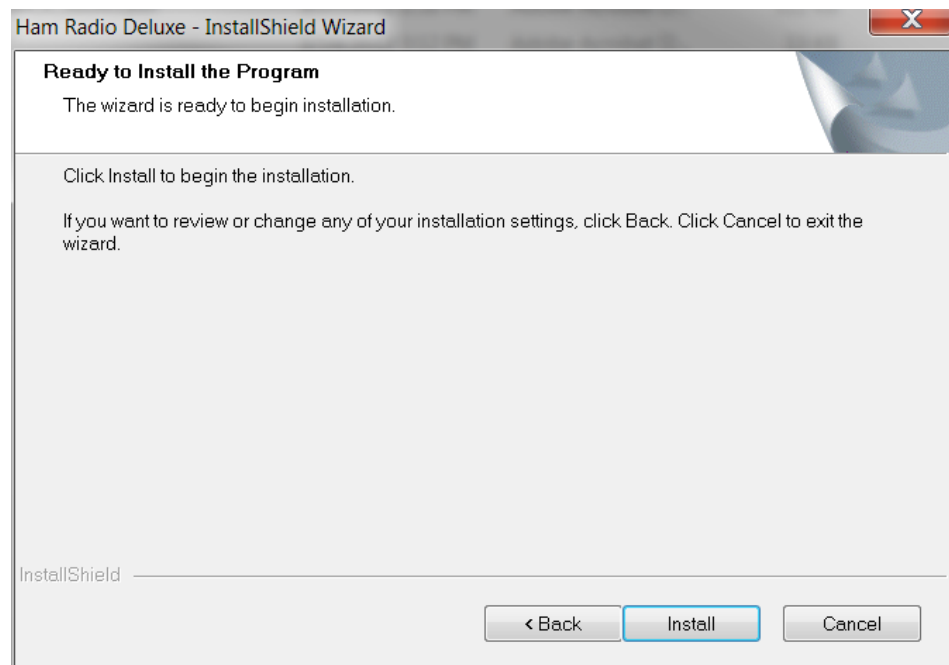 Ham Radio Deluxe - InstallShield Wizard
X
Ready to Install the Program
The wizard is ready to begin installation.
Click Install to begin the installation.
If you want to review or change any of your installation settings, click Back. Click Cancel to exit the
wizard.
InstallShield
< Back
Install
Cancel